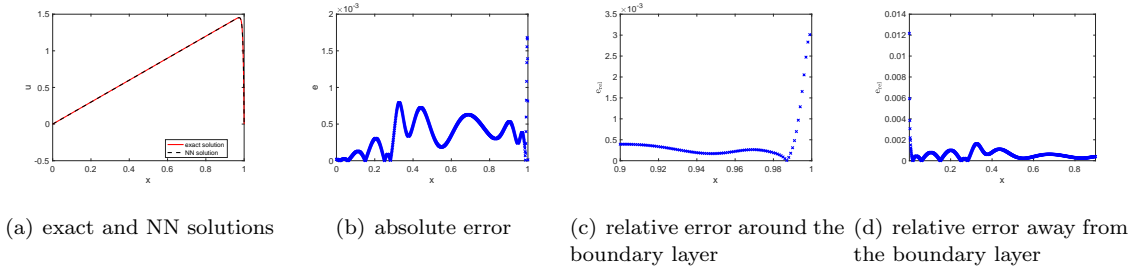 1.5
1
0.5
0
-0.5
u
0 0.2 0.4 0.6 0.8 1
x
exact solution
NN solution
2 ×10⁻³
1.5
1
0.5
0
e
0 0.2 0.4 0.6 0.8 1
x
3.5 ×10⁻³
3
2.5
2
1.5
1
0.5
0
e_rel
0.9 0.92 0.94 0.96 0.98 1
x
0.014
0.012
0.01
0.008
0.006
0.004
0.002
0
e_rel
0 0.2 0.4 0.6 0.8
x
(a) exact and NN solutions
(b) absolute error
(c) relative error around the
boundary layer
(d) relative error away from
the boundary layer